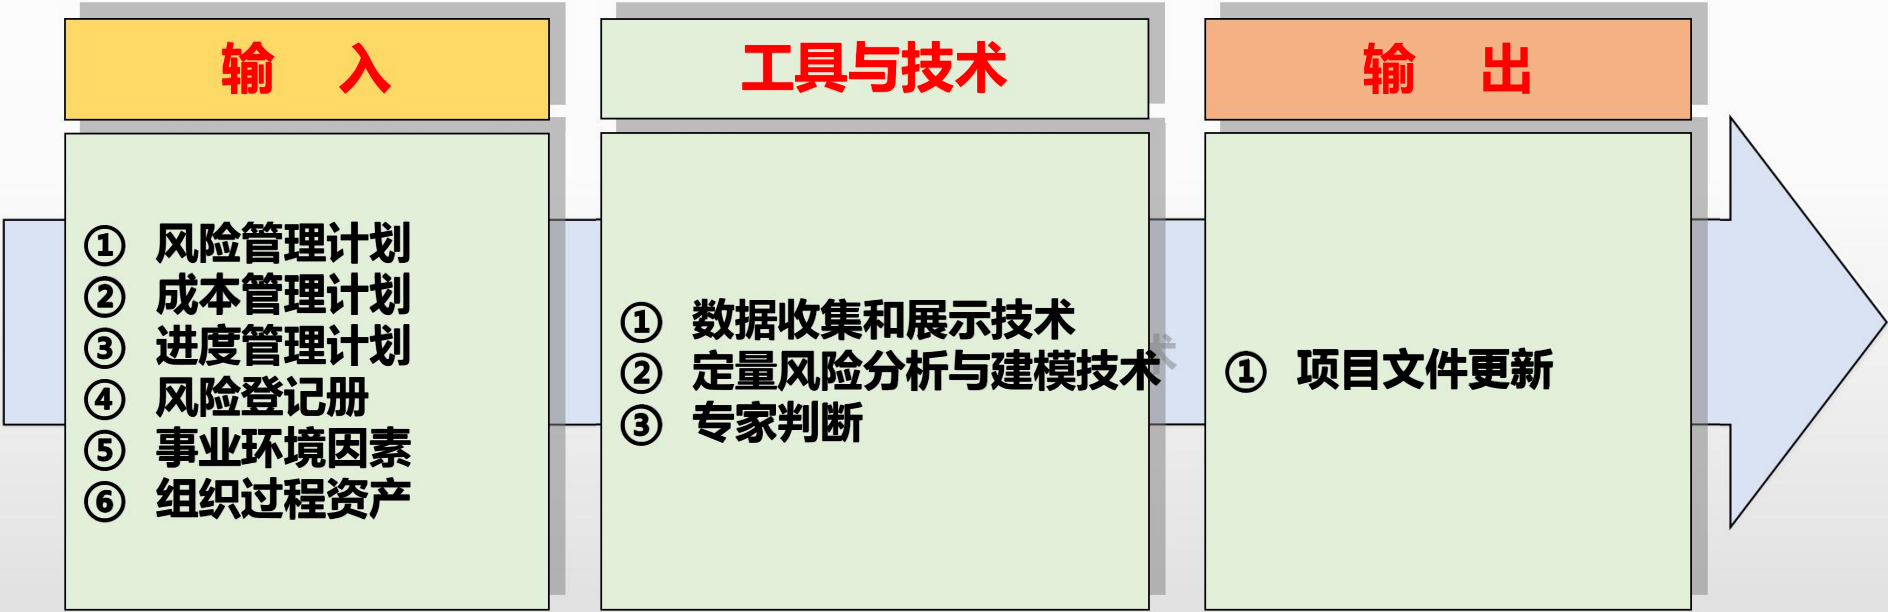 输 入
① 风险管理计划
② 成本管理计划
③ 进度管理计划
④ 风险登记册
⑤ 事业环境因素
⑥ 组织过程资产
工具与技术
① 数据收集和展示技术
② 定量风险分析与建模技术
③ 专家判断
输 出
① 项目文件更新